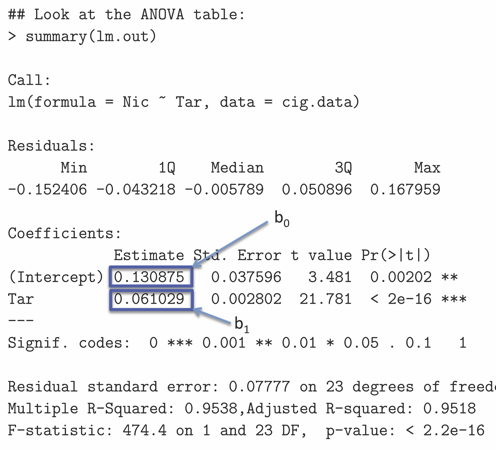 ## Look at the ANOVA table:
> summary(lm.out)
Call:
lm(formula = Nic ~ Tar, data = cig.data)
Residuals:
Min 1Q Median 3Q Max
-0.152406 -0.043218 -0.005789 0.050896 0.167959
b0
Coefficients:
Estimate Std. Error t value Pr(>|t|)
(Intercept) 0.130875 0.037596 3.481 0.00202 **
Tar 0.061029 0.002802 21.781 < 2e-16 ***
---
b1
Signif. codes: 0 *** 0.001 ** 0.01 * 0.05 . 0.1 1
Residual standard error: 0.07777 on 23 degrees of freed
Multiple R-Squared: 0.9538,Adjusted R-squared: 0.9518
F-statistic: 474.4 on 1 and 23 DF, p-value: < 2.2e-16